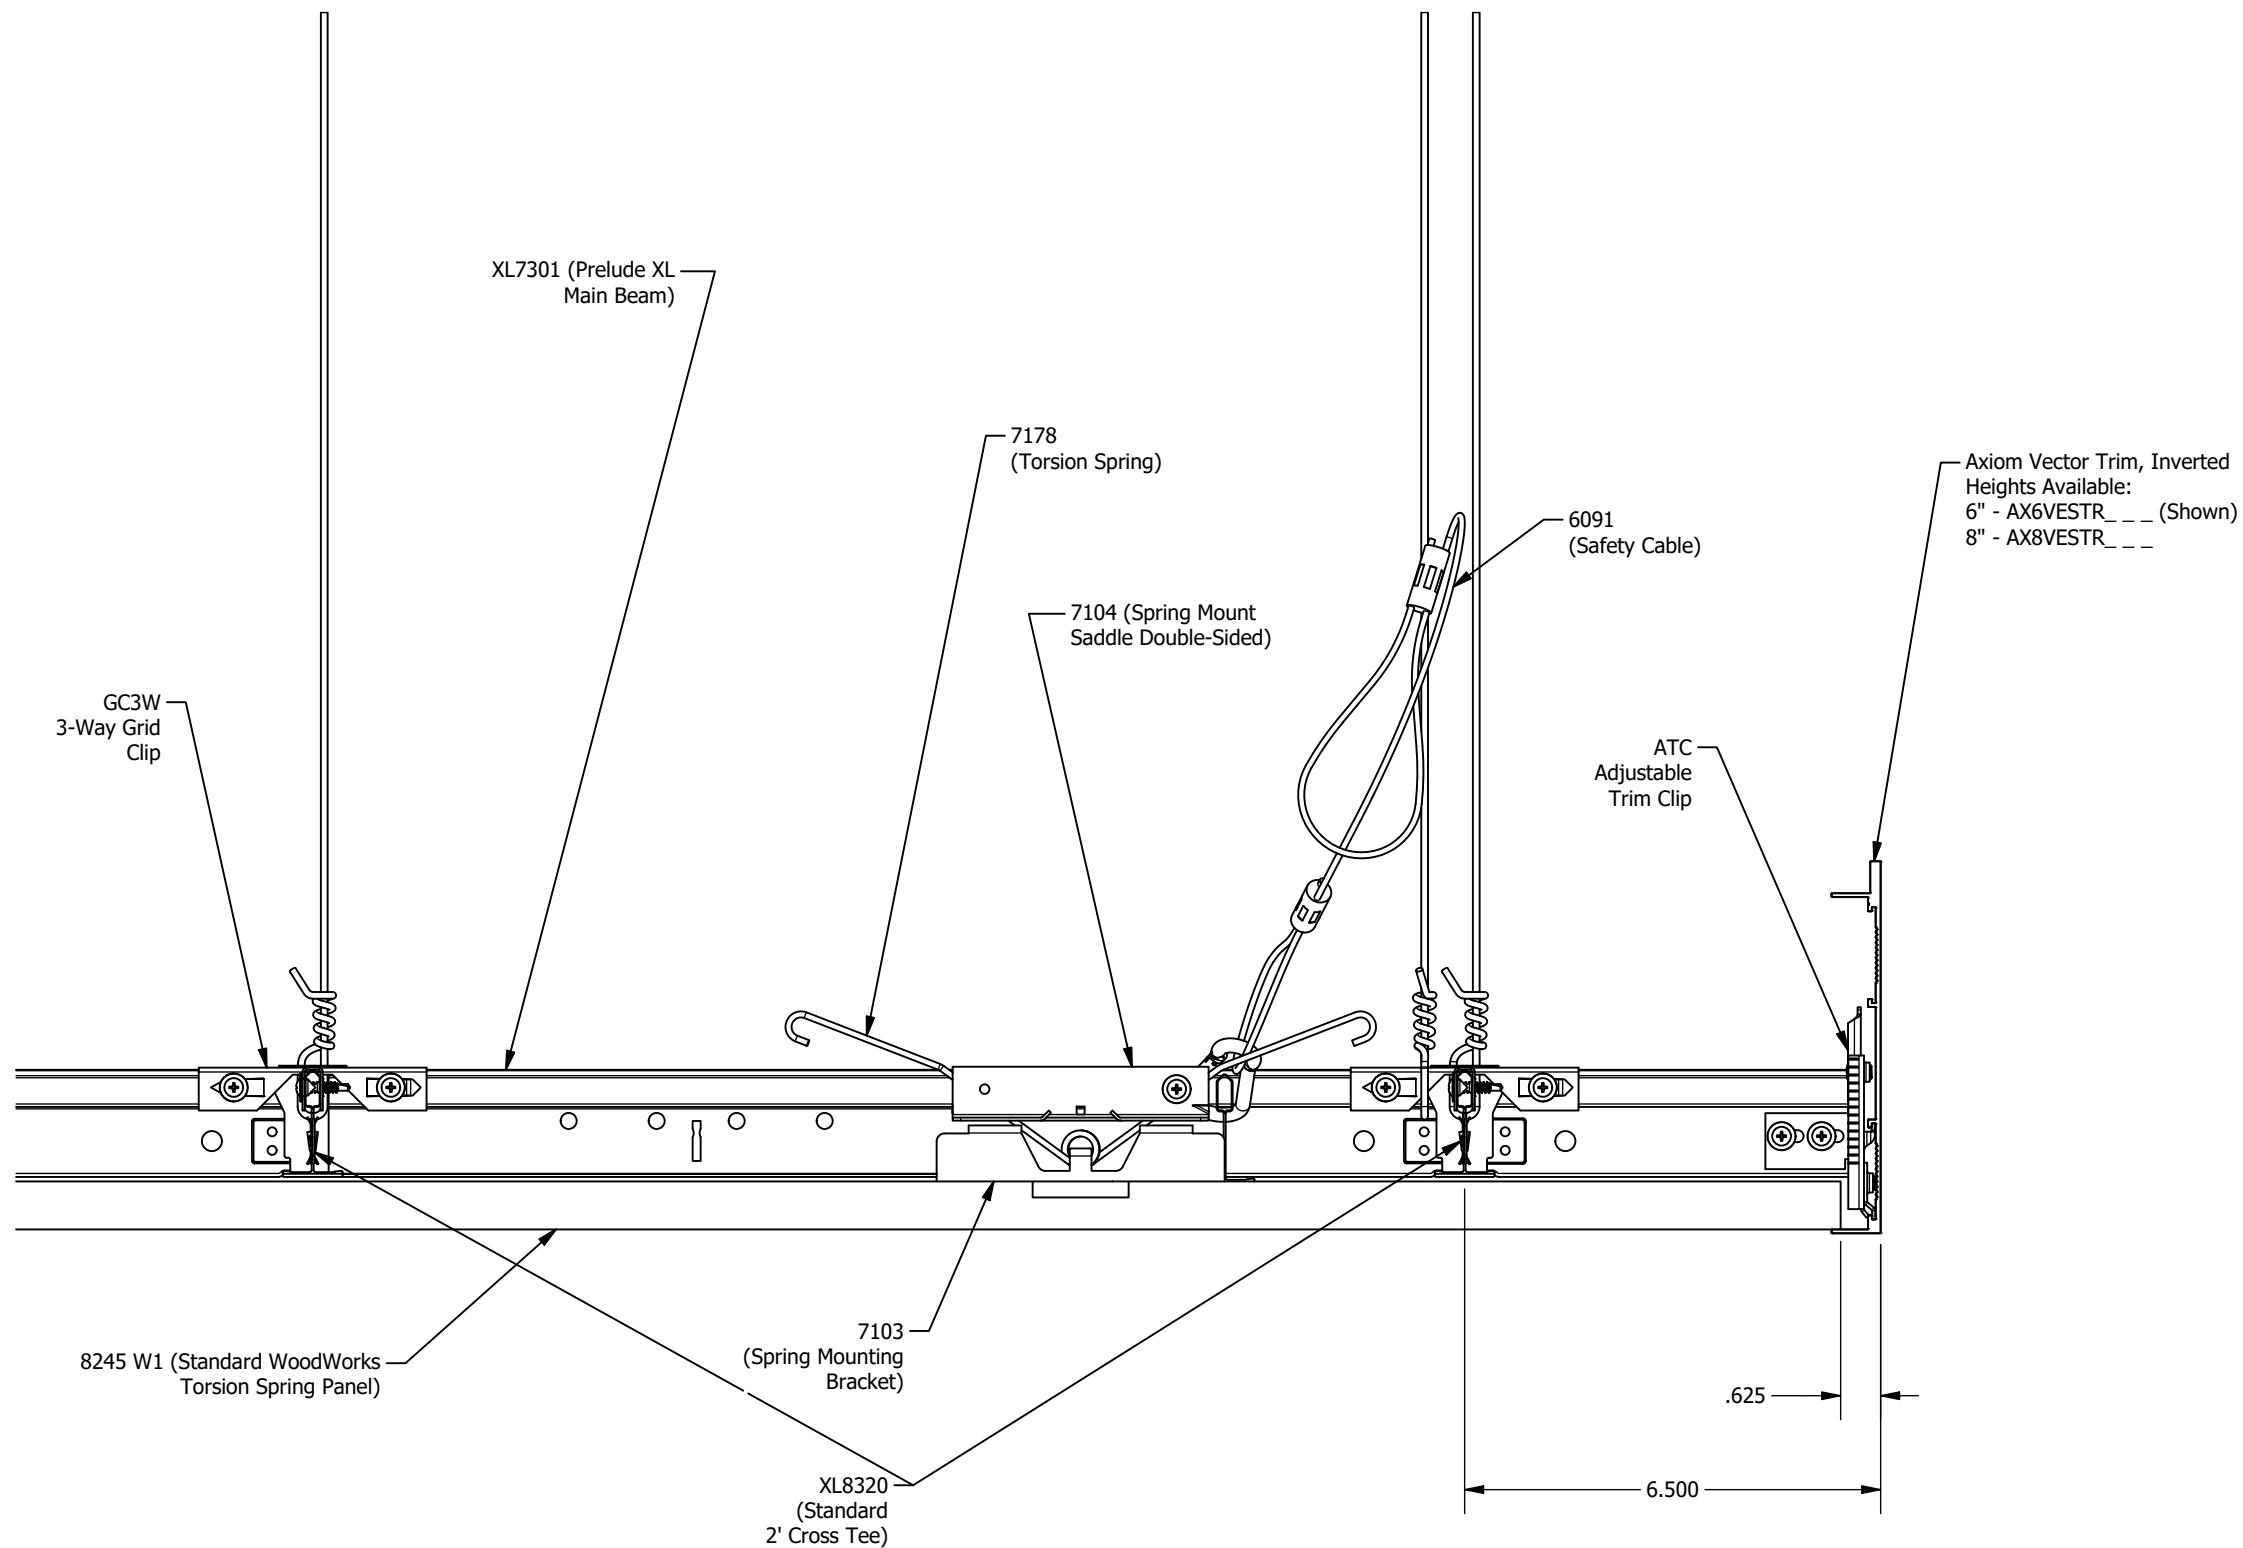 XL7301 (Prelude XL
Main Beam)
7178
(Torsion Spring)
Axiom Vector Trim, Inverted
Heights Available:
6" - AX6VESTR_ _ _ (Shown)
8" - AX8VESTR_ _ _
6091
(Safety Cable)
7104 (Spring Mount
Saddle Double-Sided)
GC3W
3-Way Grid
Clip
ATC
Adjustable
Trim Clip
7103
(Spring Mounting
Bracket)
8245 W1 (Standard WoodWorks
Torsion Spring Panel)
.625
XL8320
(Standard
2' Cross Tee)
6.500